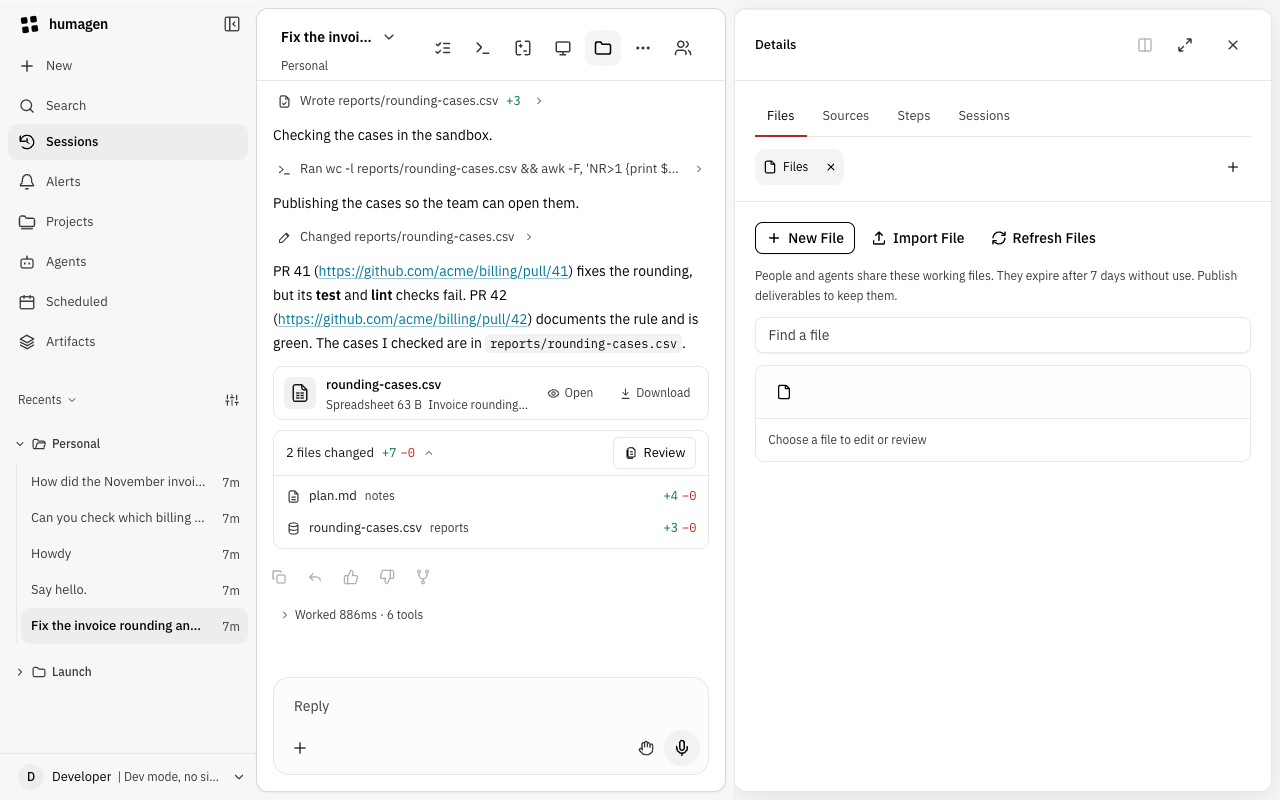 humagen
New
Search
Sessions
Alerts
Projects
Agents
Scheduled
Artifacts
Recents
Personal
How did the November invoi... 7m
Can you check which billing ... 7m
Howdy 7m
Say hello. 7m
Fix the invoice rounding an... 7m
Launch
D Developer | Dev mode, no si...
Fix the invoi...
Personal
Wrote reports/rounding-cases.csv +3
Checking the cases in the sandbox.
Ran wc -l reports/rounding-cases.csv && awk -F, 'NR>1 {print $...
Publishing the cases so the team can open them.
Changed reports/rounding-cases.csv
PR 41 (https://github.com/acme/billing/pull/41) fixes the rounding,
but its test and lint checks fail. PR 42
(https://github.com/acme/billing/pull/42) documents the rule and is
green. The cases I checked are in reports/rounding-cases.csv.
rounding-cases.csv
Spreadsheet 63 B Invoice rounding...
Open
Download
2 files changed +7 −0
Review
plan.md notes +4 −0
rounding-cases.csv reports +3 −0
Worked 886ms · 6 tools
Reply
Details
Files Sources Steps Sessions
Files
New File
Import File
Refresh Files
People and agents share these working files. They expire after 7 days without use. Publish
deliverables to keep them.
Find a file
Choose a file to edit or review